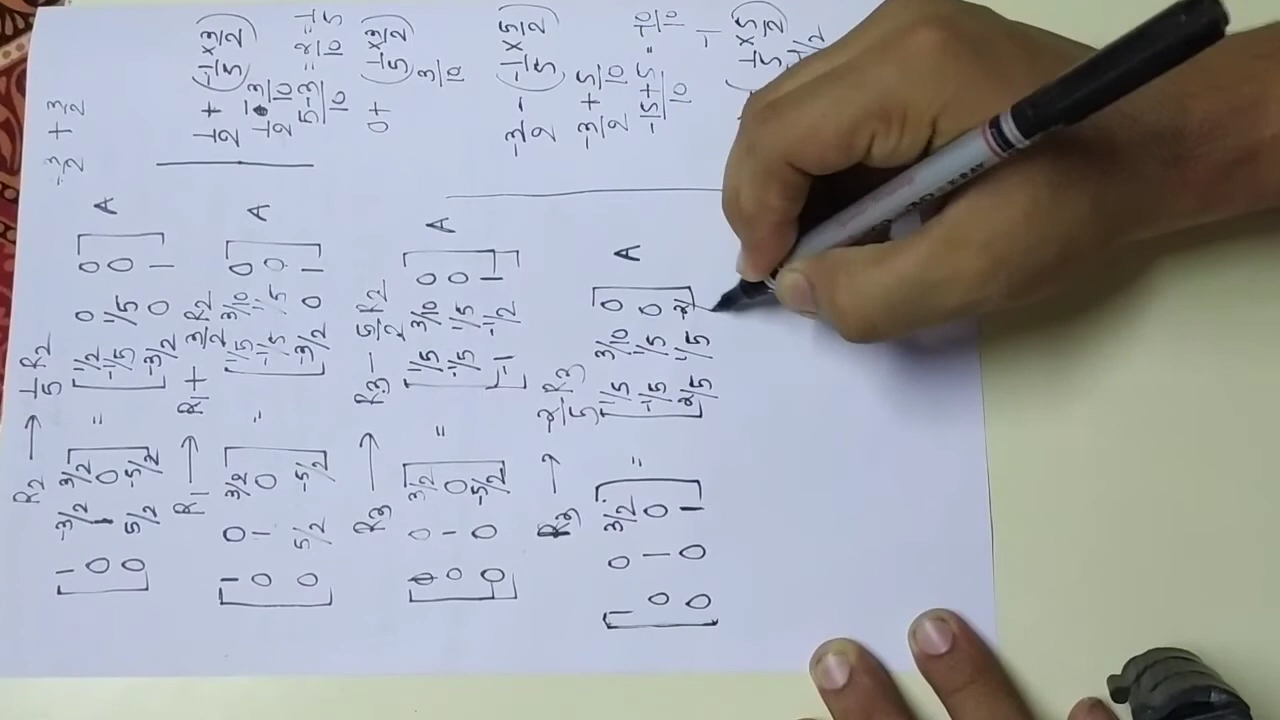 R2 → 1/5 R2
-3/2 + 3/2
[1 -3/2 3/2
0 1 0
0 5/2 -5/2] = [1/2 0 0
-1/5 1/5 0
-3/2 0 1] A
R1 → R1 + 3/2 R2
1/2 + (-1/5 × 3/2)
1/2 - 3/10
5-3/10 = 2/10 = 1/5
[1 0 3/2
0 1 0
0 5/2 -5/2] = [1/5 3/10 0
-1/5 1/5 0
-3/2 0 1] A
0 + (1/5 × 3/2)
3/10
R3 → R3 - 5/2 R2
[0 3/2
0 1 0
0 0 -5/2] = [1/5 3/10 0
-1/5 1/5 0
-1 -1/2 1] A
-3/2 - (-1/5 × 5/2)
-3/2 + 5/10
-15+5/10 = -10/10
-1
R3 → -2/5 R3
[1 0 3/2
0 1 0
0 0 1] = [1/5 3/10 0
-1/5 1/5 0
2/5 1/5 -2/] A
(1/5 × 5/2)
1/2
X-RAY